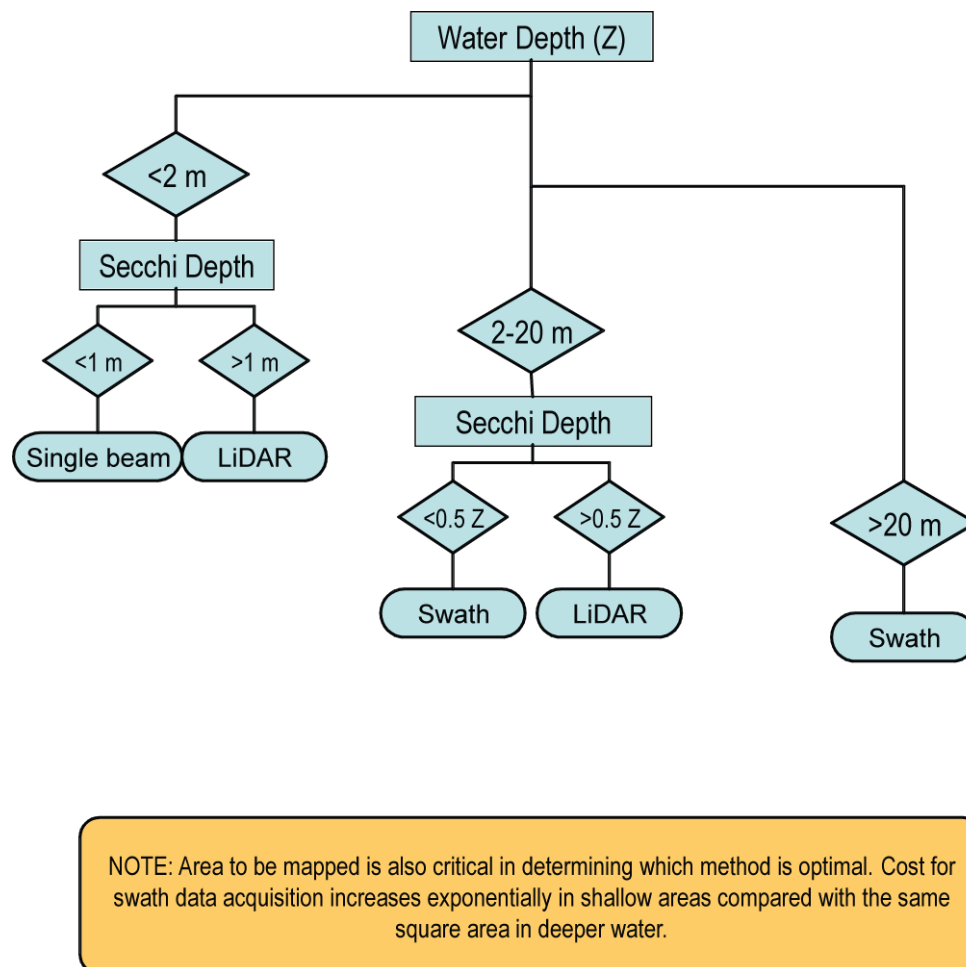 Water Depth (Z)
<2 m
Secchi Depth
<1 m
>1 m
Single beam
LiDAR
2-20 m
Secchi Depth
<0.5 Z
>0.5 Z
Swath
LiDAR
>20 m
Swath
NOTE: Area to be mapped is also critical in determining which method is optimal. Cost for
swath data acquisition increases exponentially in shallow areas compared with the same
square area in deeper water.